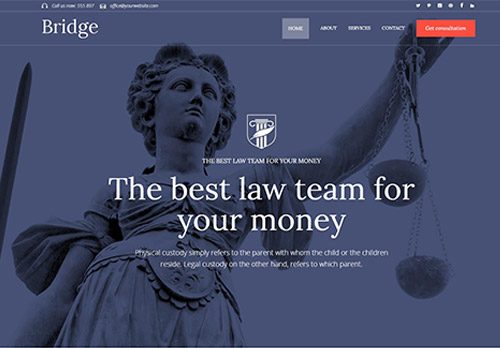 Call us now: 555 897 office@yourwebsite.com
Bridge
HOME ABOUT SERVICES CONTACT Get consultation
THE BEST LAW TEAM FOR YOUR MONEY
The best law team for
your money
Physical custody simply refers to the parent with whom the child or the children
reside. Legal custody on the other hand, refers to which parent.